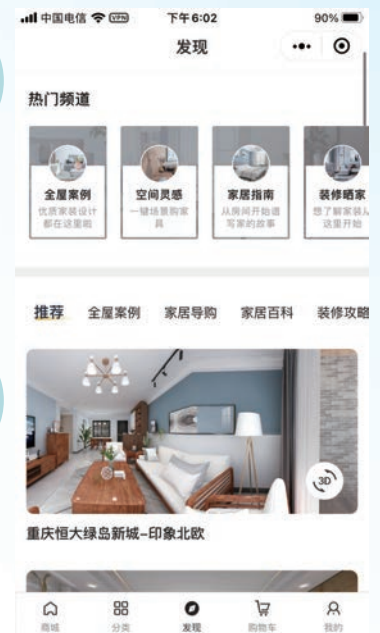 中国电信 VPN 下午6:02 90%
发现
热门频道
全屋案例 空间灵感 家居指南 装修晒家
优质家装设计 一键场景购家 从房间开始谱 想了解家装从
都在这里啦 具 写家的故事 这里开始
推荐 全屋案例 家居导购 家居百科 装修攻略
3D
重庆恒大绿岛新城-印象北欧
商城 分类 发现 购物车 我的